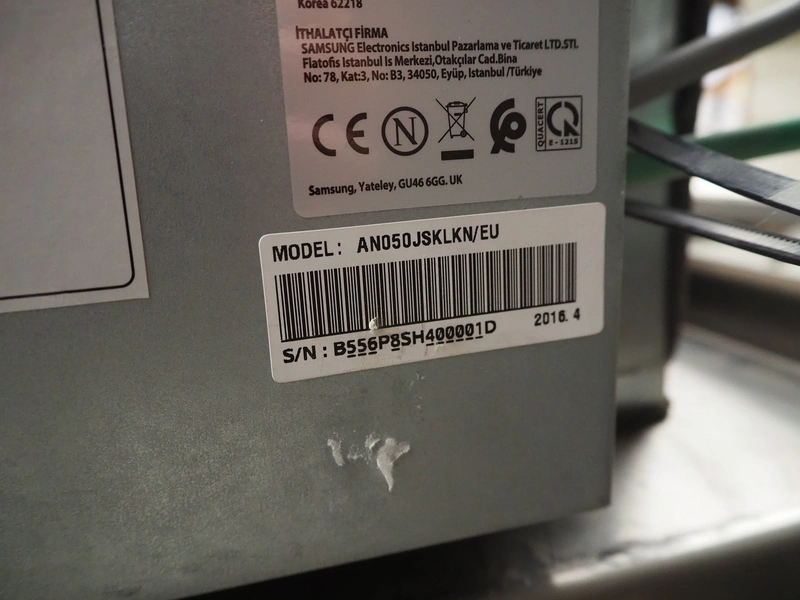 Korea 62218
İTHALATÇI FİRMA
SAMSUNG Electronics Istanbul Pazarlama ve Ticaret LTD.STI.
Flatofis Istanbul Is Merkezi,Otakçılar Cad.Bina
No: 78, Kat:3, No: B3, 34050, Eyüp, Istanbul /Türkiye
CE N QUACERT E - 1215
Samsung, Yateley, GU46 6GG. UK
MODEL: AN050JSKLKN/EU
S/N : B556P8SH400001D 2016. 4